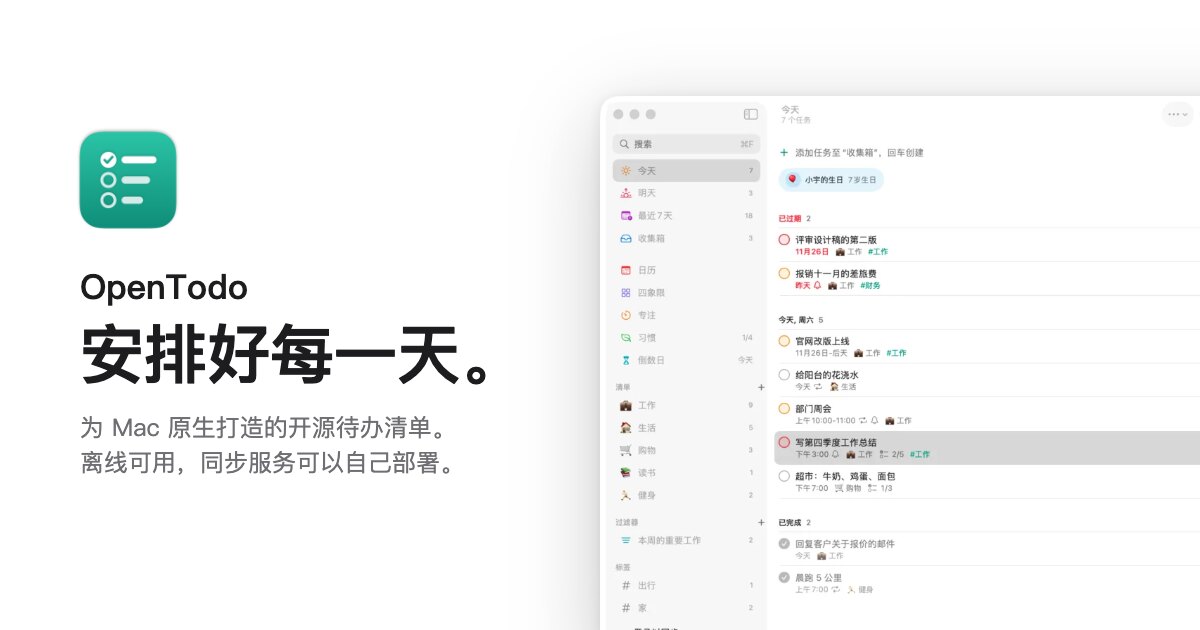 OpenTodo
安排好每一天。
为 Mac 原生打造的开源待办清单。
离线可用，同步服务可以自己部署。
搜索 ⌘F
今天 7
明天 3
最近 7 天 18
收集箱 3
日历
四象限
专注
习惯 1/4
倒数日 今天
清单 +
工作 9
生活 5
购物 3
读书 1
健身 2
过滤器 +
本周的重要工作 2
标签
# 出行 1
# 家 2
今天
7 个任务
+ 添加任务至“收集箱”，回车创建
小宇的生日 7岁生日
已过期 2
评审设计稿的第二版
11月26日 工作 #工作
报销十一月的差旅费
昨天 工作 #财务
今天, 周六 5
官网改版上线
11月26日-后天 工作 #工作
给阳台的花浇水
今天 生活
部门周会
上午10:00-11:00 工作
写第四季度工作总结
下午3:00 工作 2/5 #工作
超市：牛奶、鸡蛋、面包
下午7:00 购物 1/3
已完成 2
回复客户关于报价的邮件
今天 工作
晨跑 5 公里
上午7:00 健身